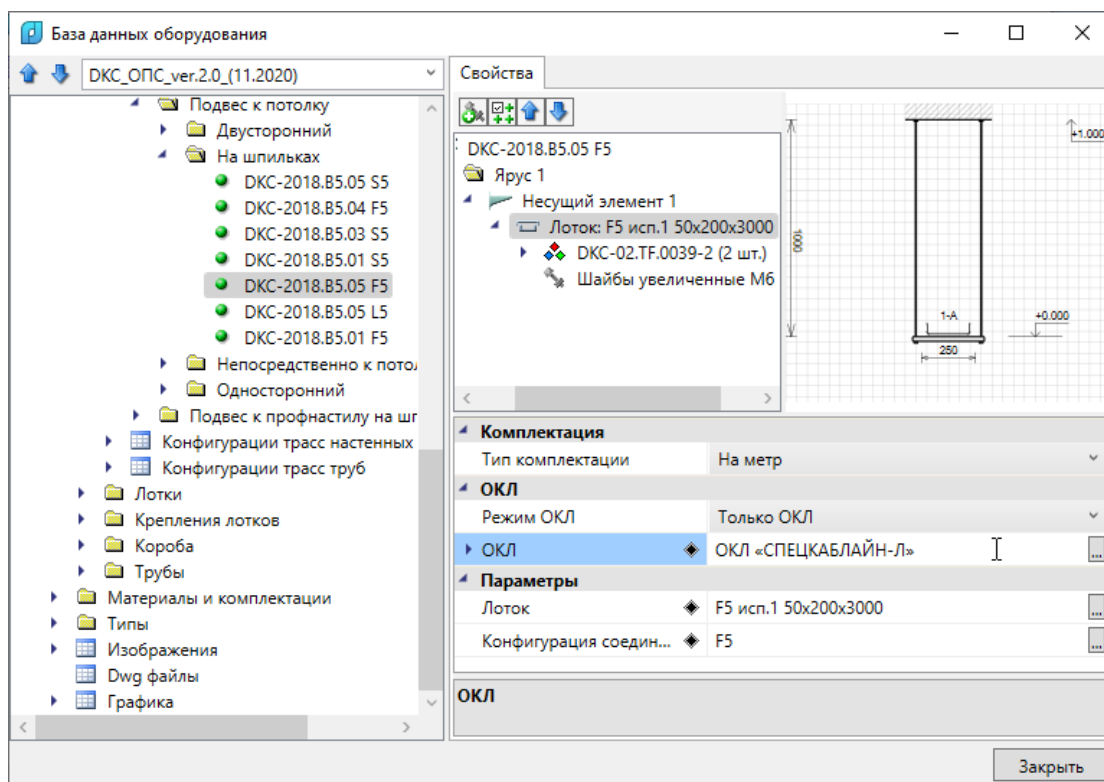 База данных оборудования
DKC_ОПС_ver.2.0_(11.2020)
Подвес к потолку
Двусторонний
На шпильках
DKC-2018.B5.05 S5
DKC-2018.B5.04 F5
DKC-2018.B5.03 S5
DKC-2018.B5.01 S5
DKC-2018.B5.05 F5
DKC-2018.B5.05 L5
DKC-2018.B5.01 F5
Непосредственно к пото
Односторонний
Подвес к профнастилу на шп
Конфигурации трасс настенных
Конфигурации трасс труб
Лотки
Крепления лотков
Короба
Трубы
Материалы и комплектации
Типы
Изображения
Dwg файлы
Графика
Свойства
DKC-2018.B5.05 F5
Ярус 1
Несущий элемент 1
Лоток: F5 исп.1 50x200x3000
DKC-02.TF.0039-2 (2 шт.)
Шайбы увеличенные М6
+1.000
1000
1-А
+0.000
250
Комплектация
Тип комплектации На метр
ОКЛ
Режим ОКЛ Только ОКЛ
ОКЛ ОКЛ «СПЕЦКАБЛАЙН-Л» ...
Параметры
Лоток F5 исп.1 50x200x3000 ...
Конфигурация соедин... F5 ...
ОКЛ
Закрыть